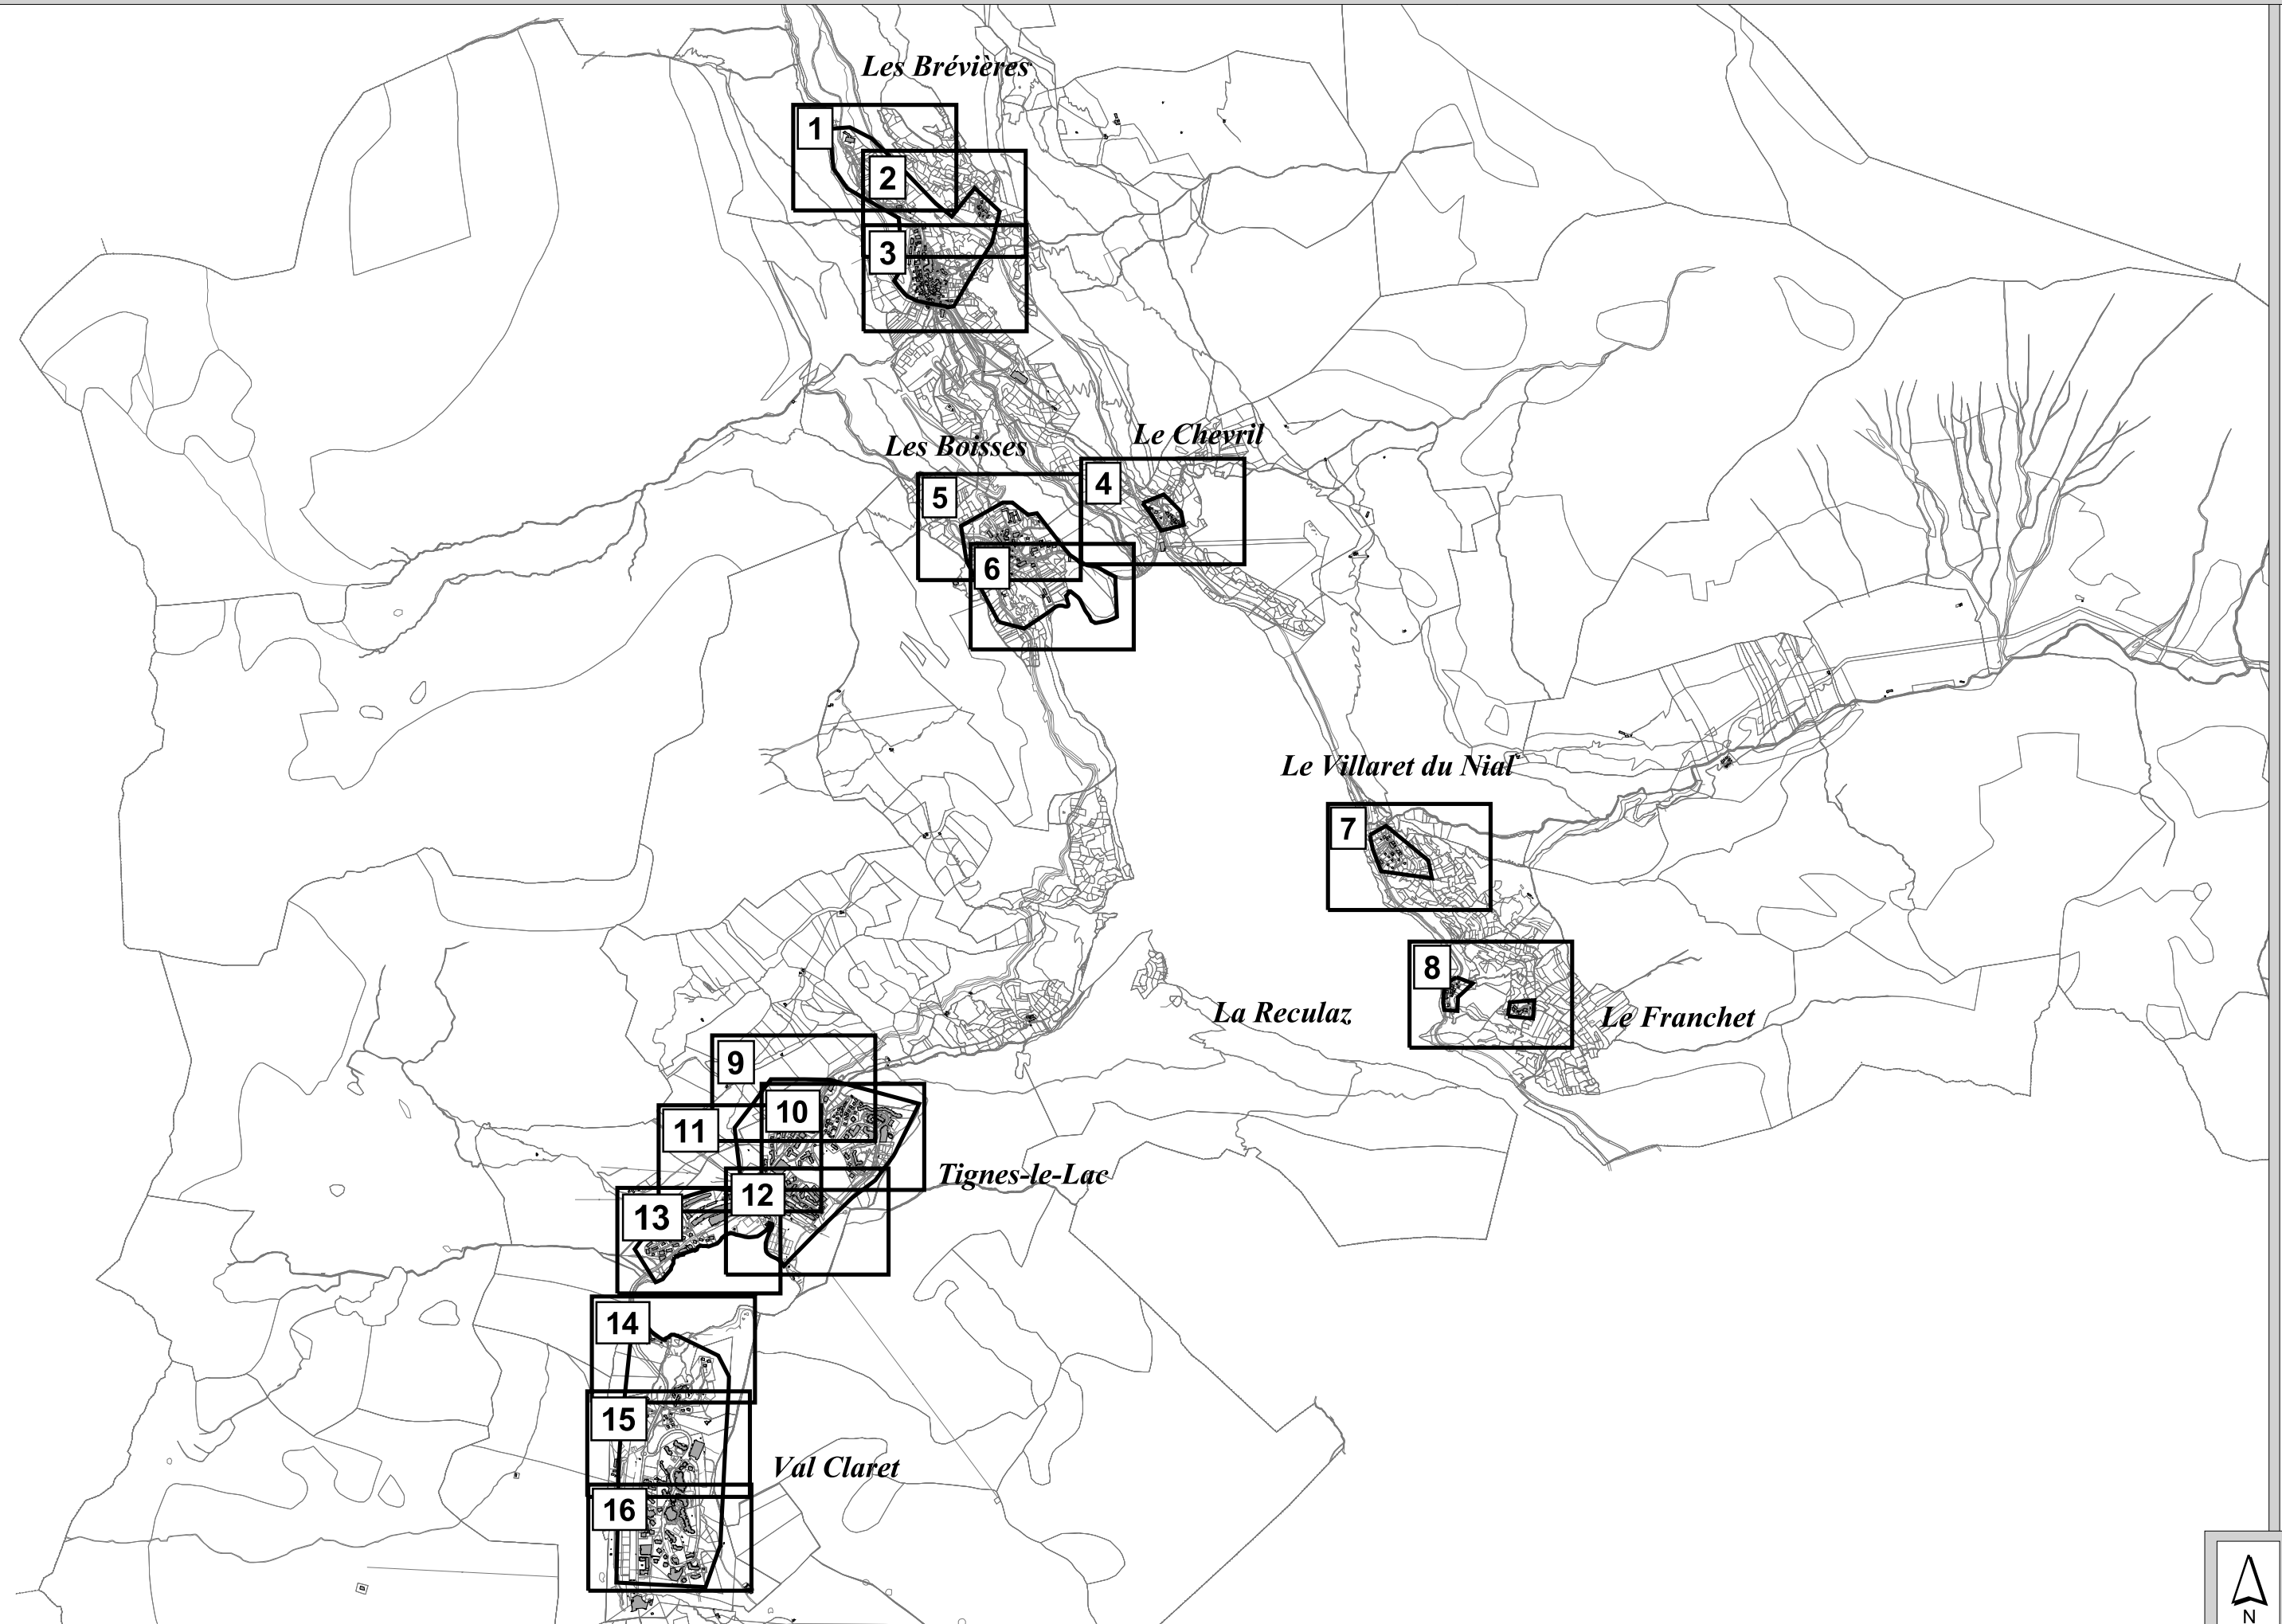 Les Brévières
1
2
3
Les Boisses
Le Chevril
4
5
6
Le Villaret du Nial
7
8
La Reculaz
Le Franchet
9
10
11
Tignes-le-Lac
12
13
14
15
Val Claret
16
N